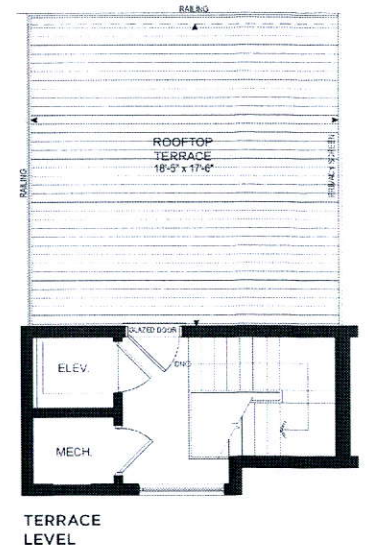 RAILING
ROOFTOP
TERRACE
18'-5" x 17'-6"
RAILING
PRIVACY SCREEN
GLAZED DOOR
ELEV.
DN
MECH.
TERRACE
LEVEL